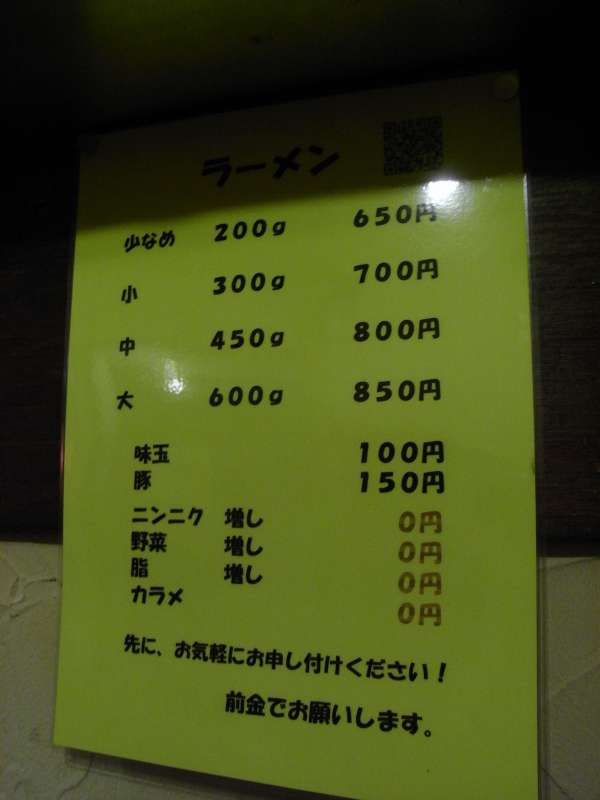 ラーメン
少なめ 200g 650円
小 300g 700円
中 450g 800円
大 600g 850円
味玉 100円
豚 150円
ニンニク 増し 0円
野菜 増し 0円
脂 増し 0円
カラメ 0円
先に、お気軽にお申し付けください！
前金でお願いします。